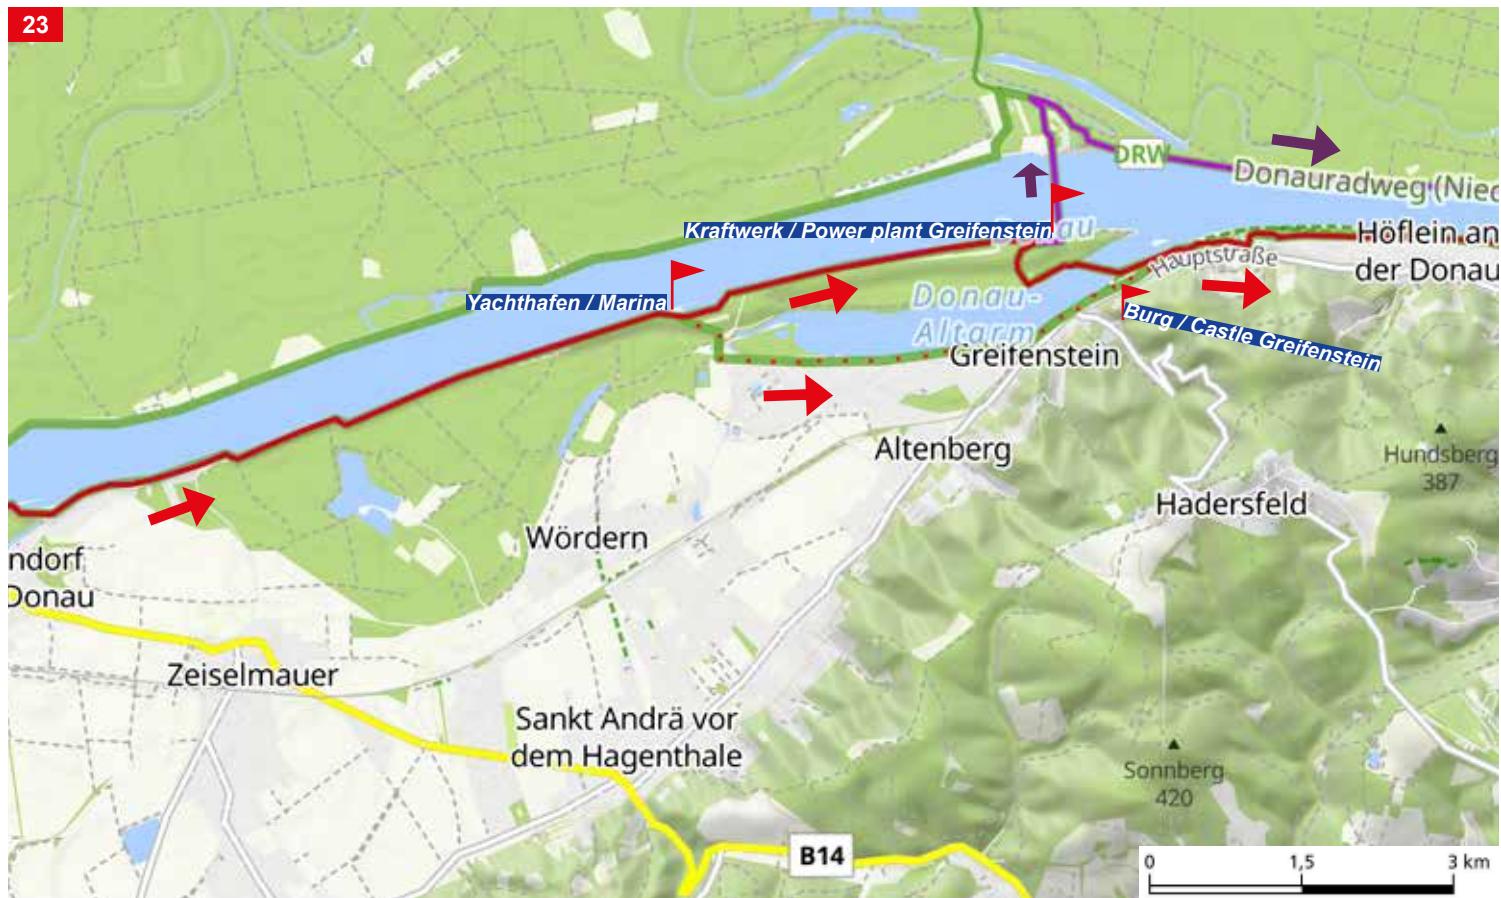 23
DRW
Donauradweg (Niec
Kraftwerk / Power plant Greifenstein
Donau
Höflein an
der Donau
Hauptstraße
Yachthafen / Marina
Donau-
Altarm
Burg / Castle Greifenstein
Greifenstein
Altenberg
Hundsberg
387
Hadersfeld
Wördern
ndorf
Donau
Zeiselmauer
Sankt Andrä vor
dem Hagenthale
Sonnberg
420
B14
0 1,5 3 km